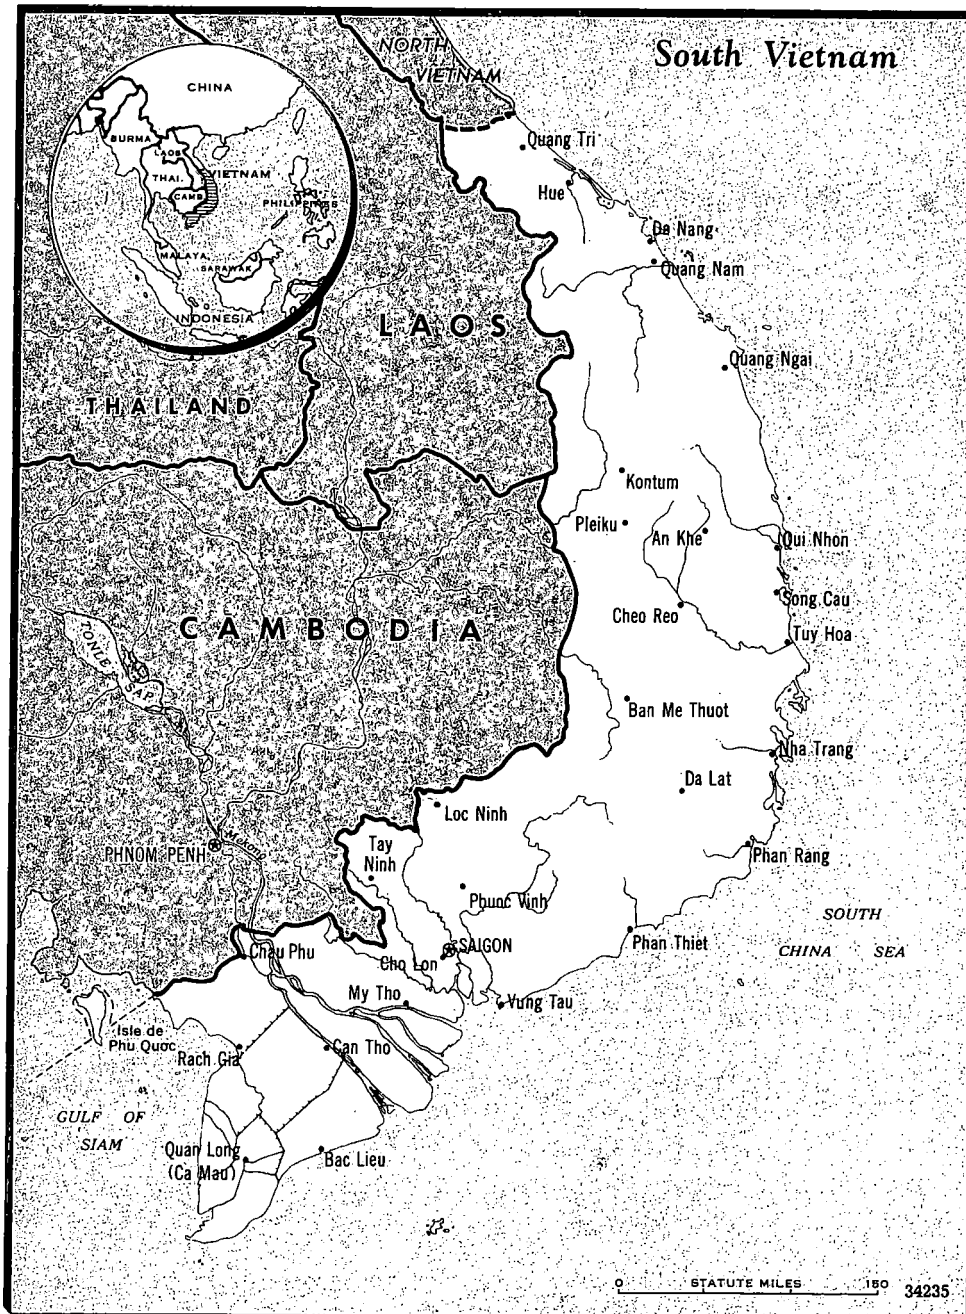 South Vietnam
NORTH
VIETNAM
CHINA
BURMA
LAOS
THAI.
VIETNAM
CAMB
PHILIPPINES
MALAYA
SARAWAK
INDONESIA
Quang Tri
Hue
Da Nang
Quang Nam
LAOS
Quang Ngai
THAILAND
Kontum
Pleiku
An Khe
Qui Nhon
Song Cau
Cheo Reo
Tuy Hoa
CAMBODIA
TONLE
SAP
Ban Me Thuot
Nha Trang
Da Lat
Loc Ninh
Mekong
Tay
Ninh
PHNOM PENH
Phan Rang
Phuoc Vinh
SOUTH
CHINA SEA
SAIGON
Phan Thiet
Chau Phu
Cho Lon
My Tho
Vung Tau
Isle de
Phu Quoc
Rach Gia
Can Tho
GULF OF
SIAM
Quan Long
(Ca Mau)
Bac Lieu
0 STATUTE MILES 150
34235